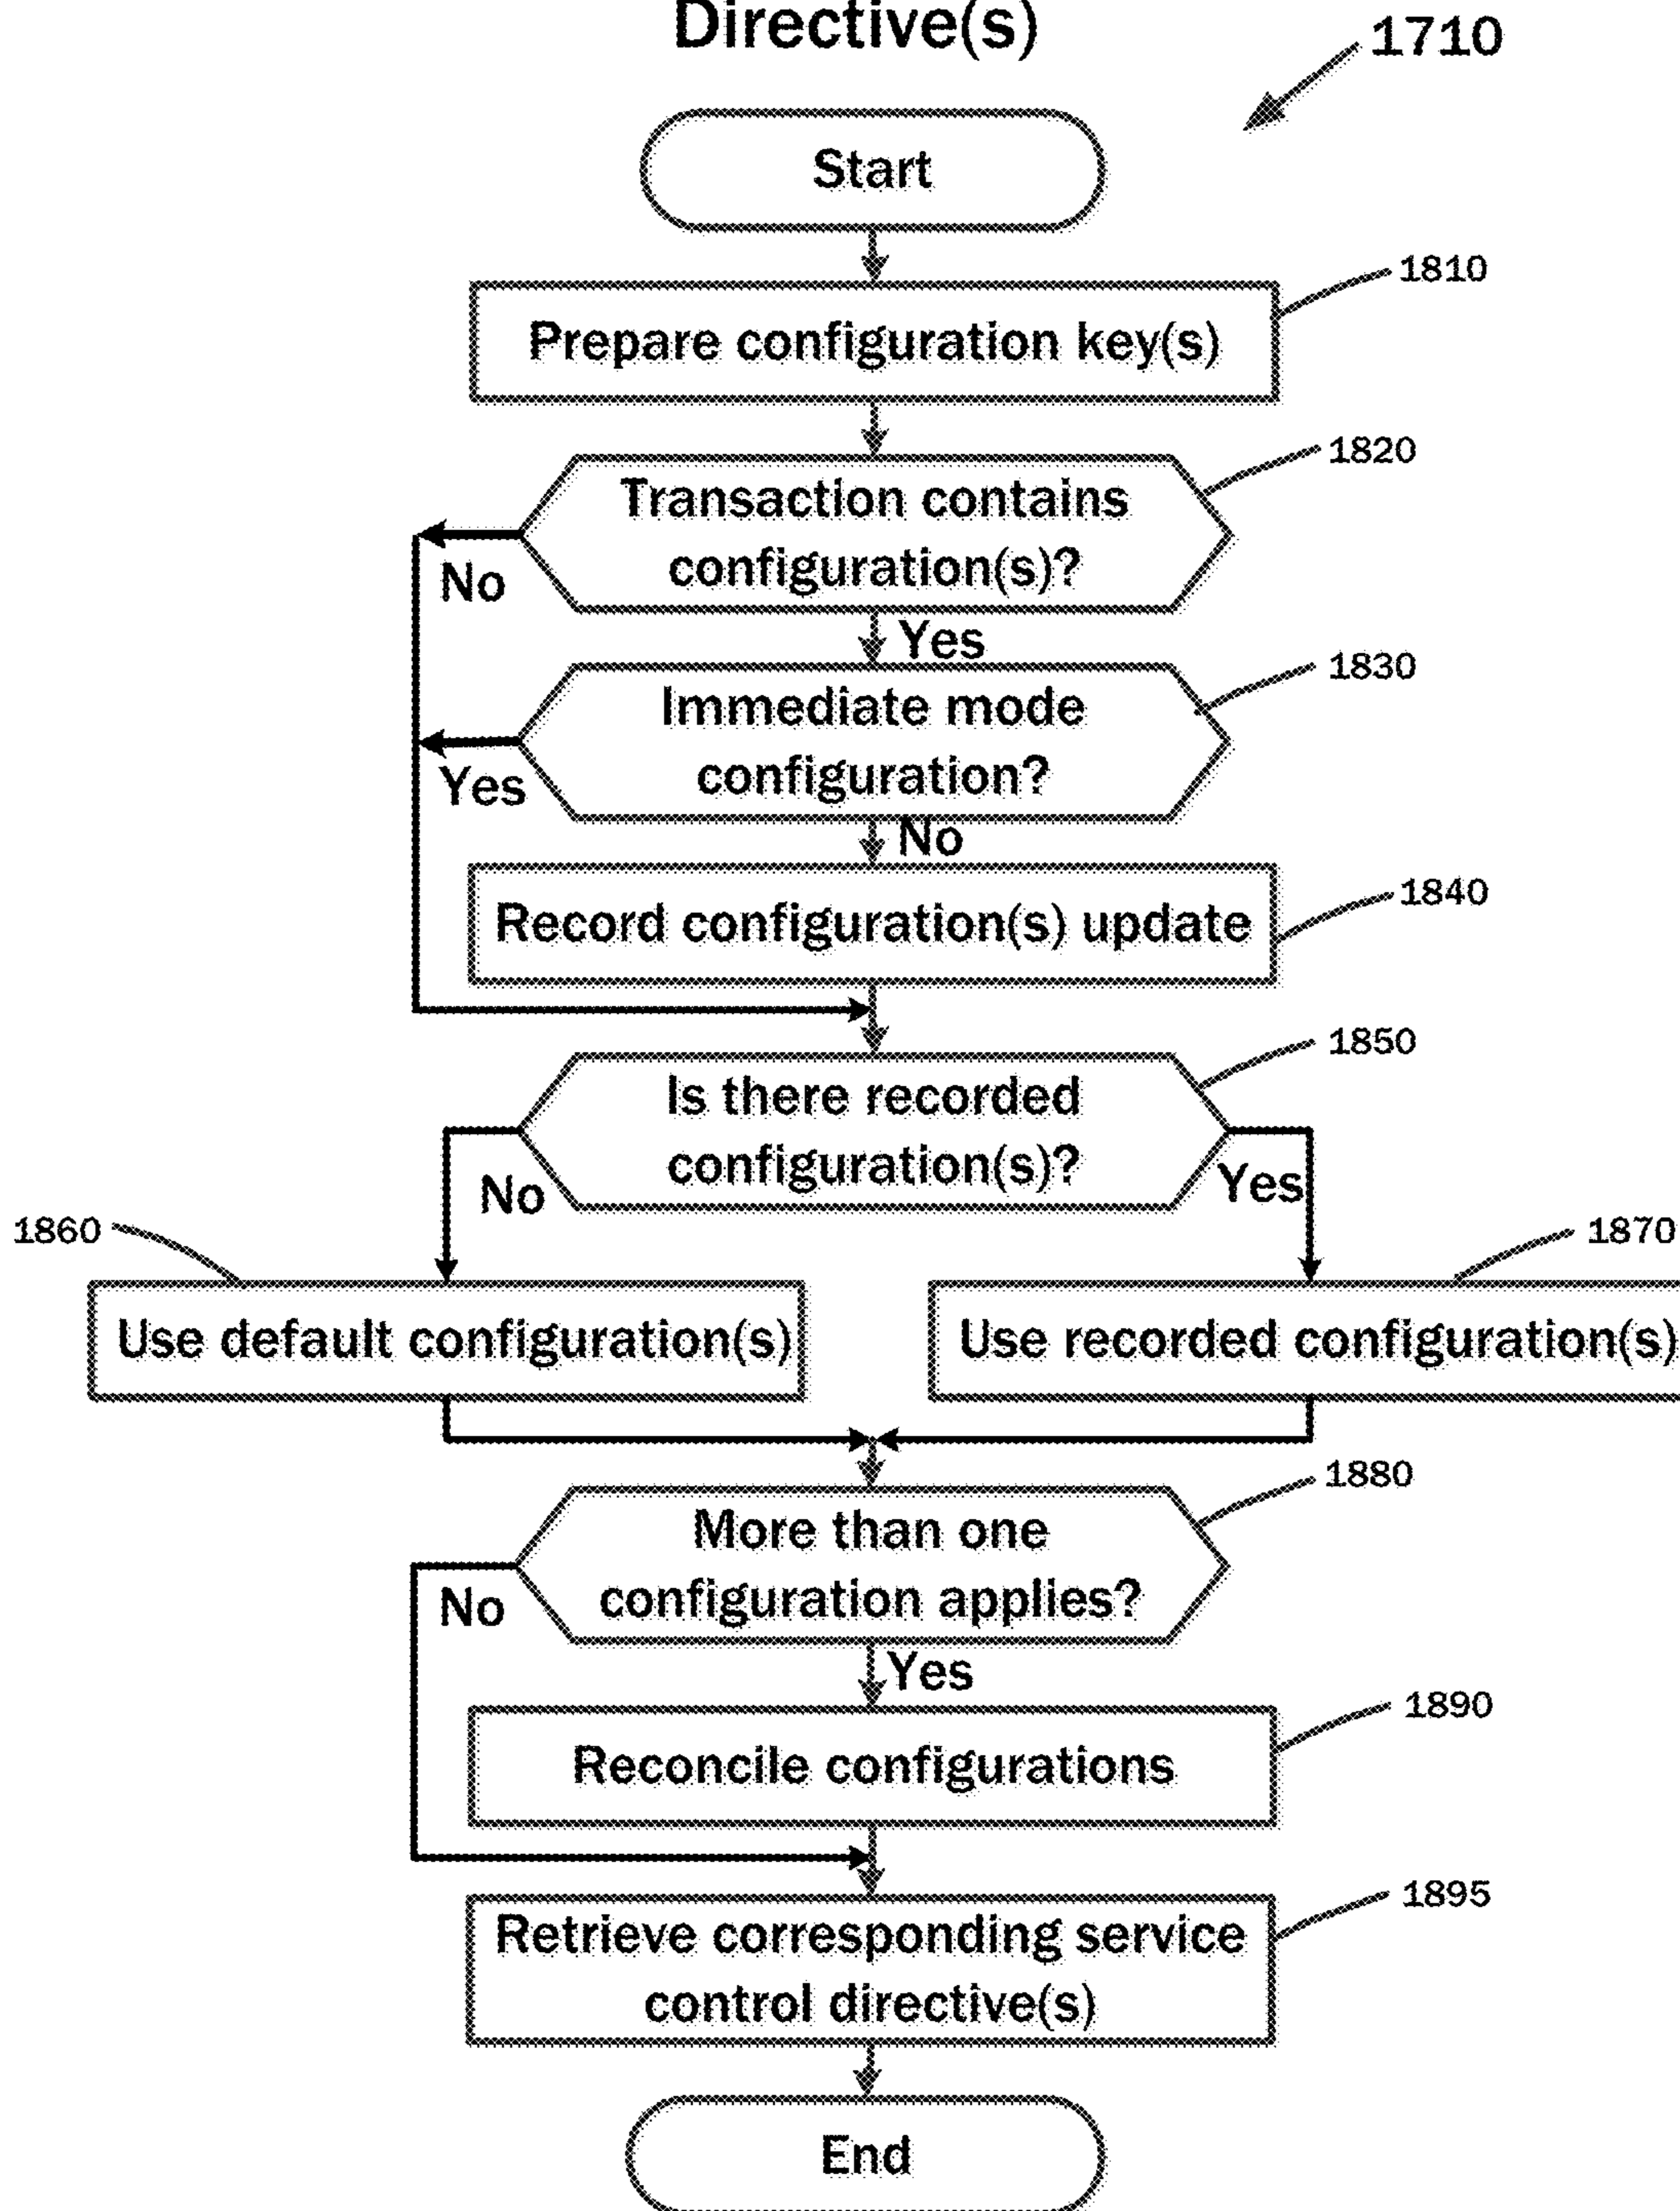 Directive(s)
1710
Start
1810
Prepare configuration key(s)
1820
Transaction contains
configuration(s)?
No
Yes
1830
Immediate mode
configuration?
Yes
No
1840
Record configuration(s) update
1850
Is there recorded
configuration(s)?
No
Yes
1860
1870
Use default configuration(s)
Use recorded configuration(s)
1880
More than one
configuration applies?
No
Yes
1890
Reconcile configurations
1895
Retrieve corresponding service
control directive(s)
End